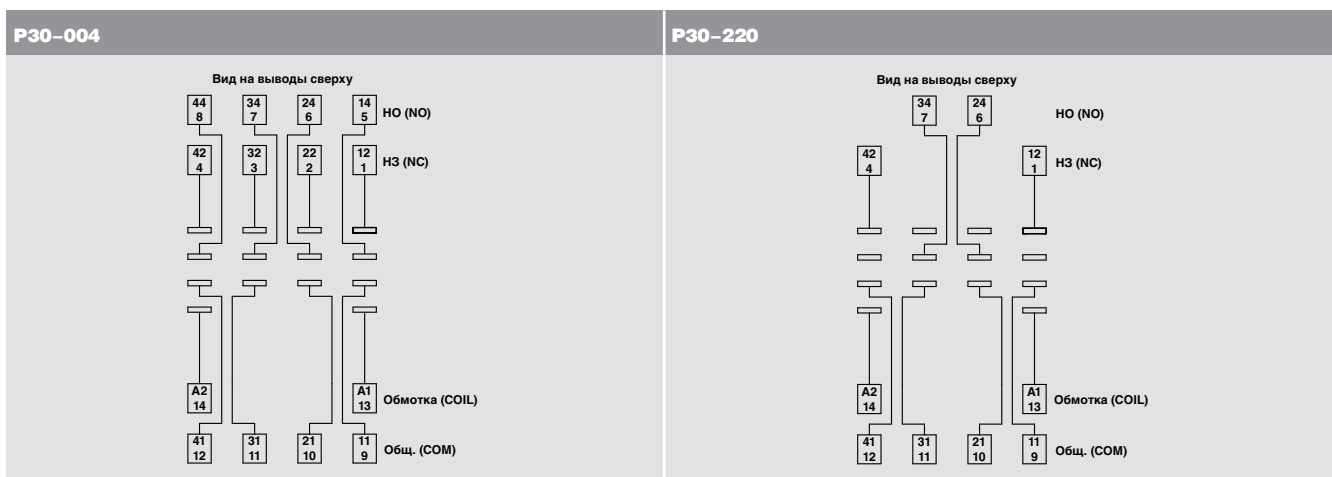 P30–004
Вид на выводы сверху
44 34 24 14
8 7 6 5 НО (NO)
42 32 22 12
4 3 2 1 НЗ (NC)
A2 A1
14 13 Обмотка (COIL)
41 31 21 11
12 11 10 9 Общ. (COM)
P30–220
Вид на выводы сверху
34 24
7 6 НО (NO)
42 12
4 1 НЗ (NC)
A2 A1
14 13 Обмотка (COIL)
41 31 21 11
12 11 10 9 Общ. (COM)